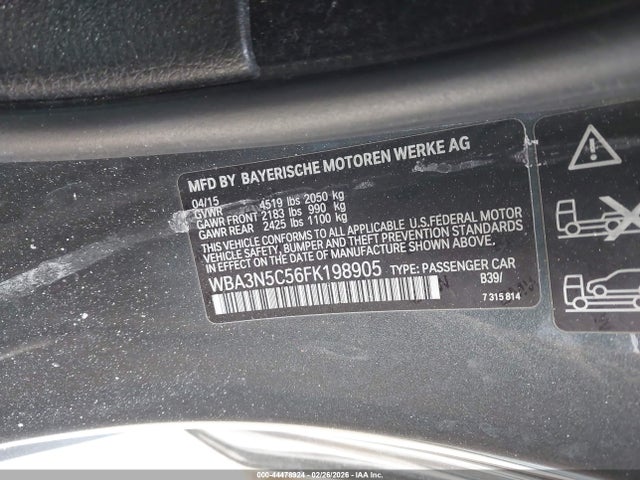 MFD BY BAYERISCHE MOTOREN WERKE AG
04/15
GVWR 4519 lbs 2050 kg
GAWR FRONT 2183 lbs 990 kg
GAWR REAR 2425 lbs 1100 kg
THIS VEHICLE CONFORMS TO ALL APPLICABLE U.S.FEDERAL MOTOR
VEHICLE SAFETY, BUMPER AND THEFT PREVENTION STANDARDS
IN EFFECT ON THE DATE OF MANUFACTURE SHOWN ABOVE.
WBA3N5C56FK198905 TYPE: PASSENGER CAR
B39/
7 315 814
000-44478924 02/26/2026 IAA Inc.